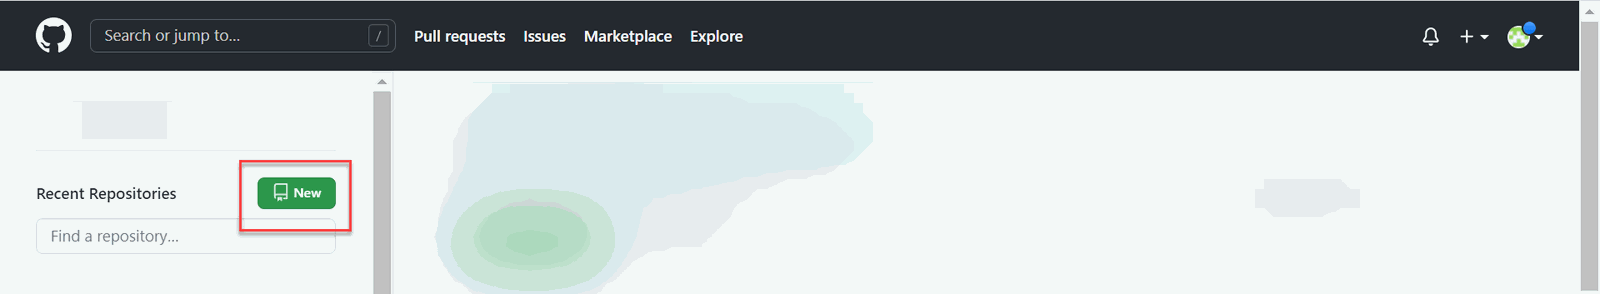 Search or jump to... /
Pull requests Issues Marketplace Explore
Recent Repositories
New
Find a repository...